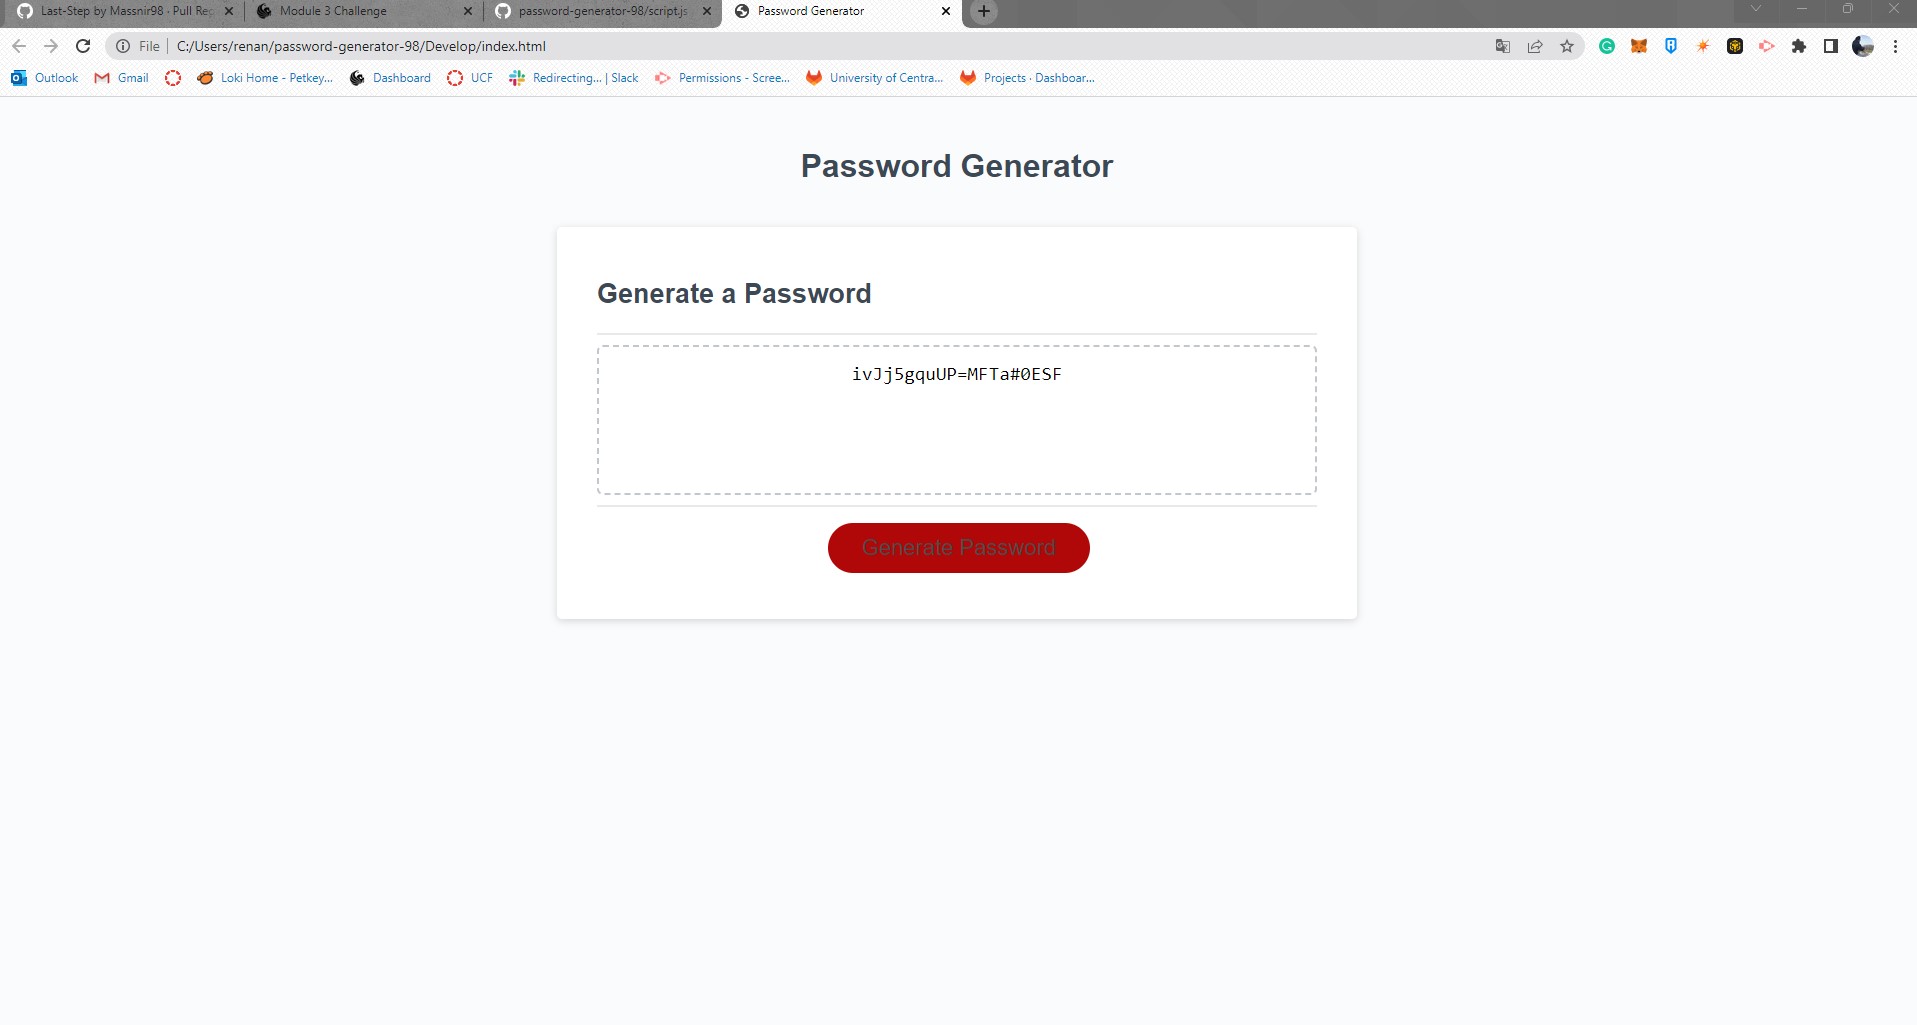 Last-Step by Massnir98 · Pull Req
Module 3 Challenge
password-generator-98/script.js
Password Generator
File
C:/Users/renan/password-generator-98/Develop/index.html
Outlook
Gmail
Loki Home - Petkey...
Dashboard
UCF
Redirecting... | Slack
Permissions - Scree...
University of Centra...
Projects · Dashboar...
Password Generator
Generate a Password
ivJj5gquUP=MFTa#0ESF
Generate Password